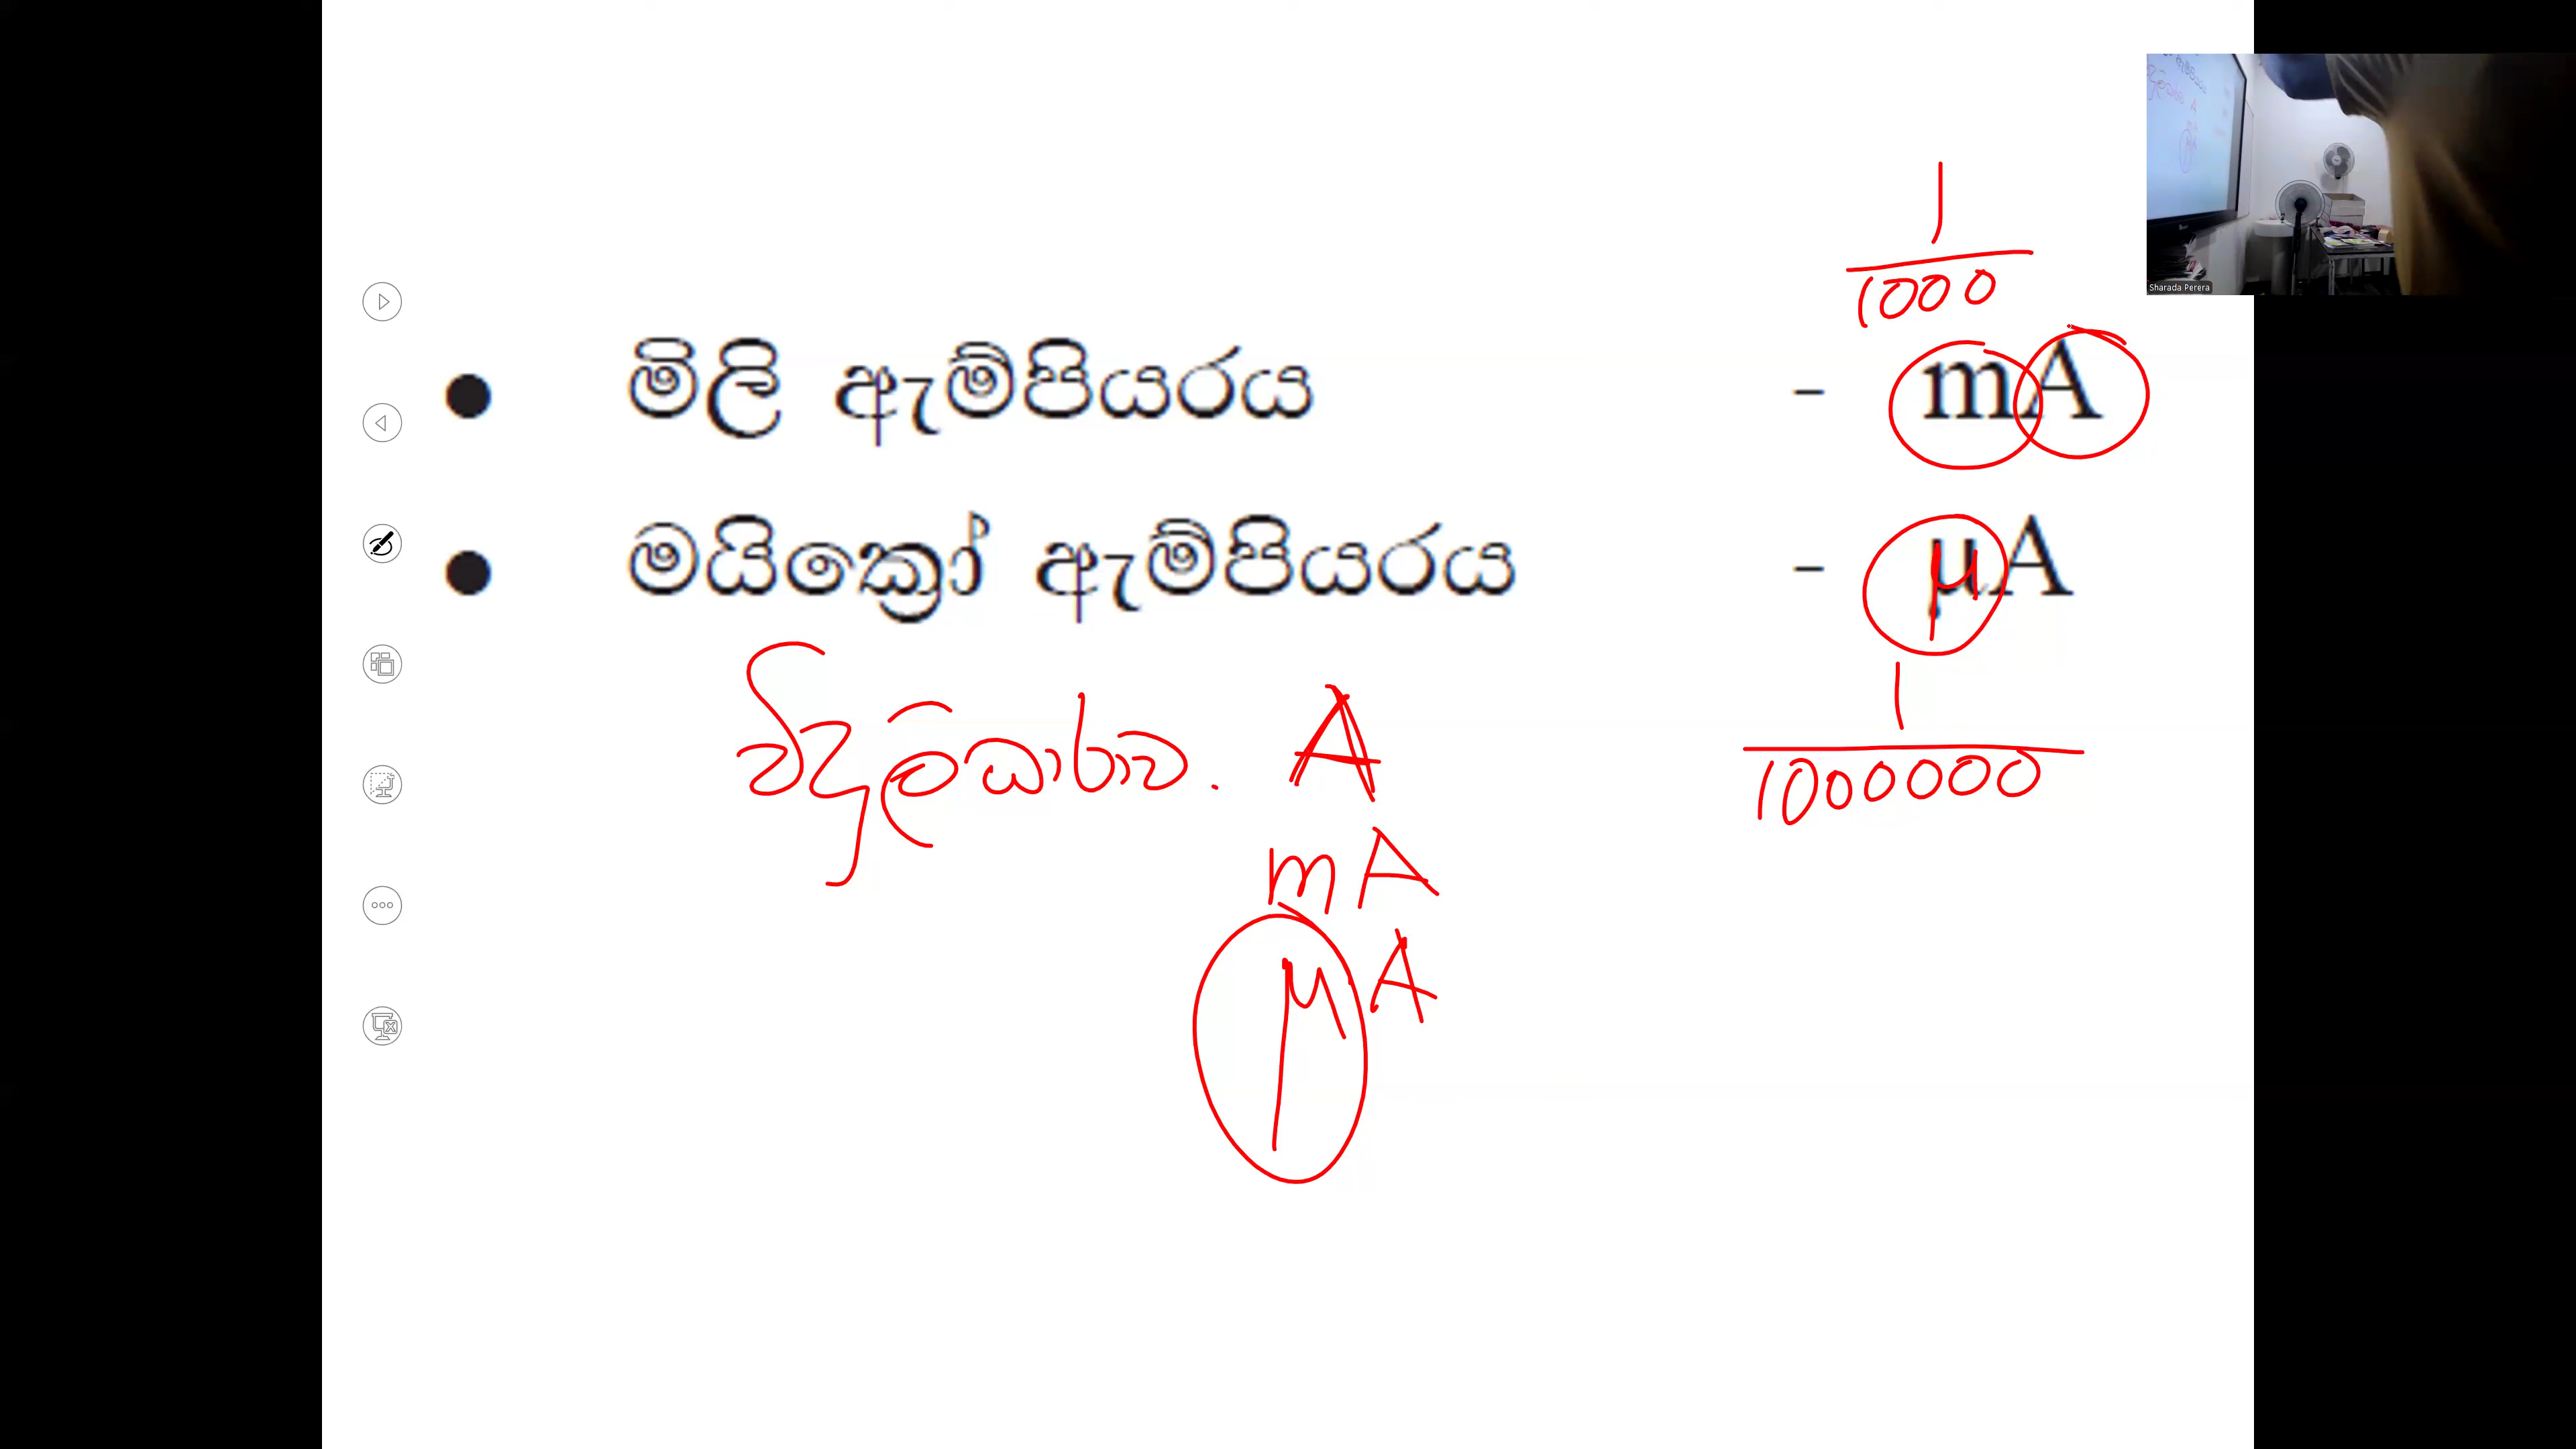 1
1000
Sharada Perera
• මිලි ඇම්පියරය - mA
• මයික්‍රෝ ඇම්පියරය - µA
විදුලිධාරාව. A
1
1000000
mA
µA